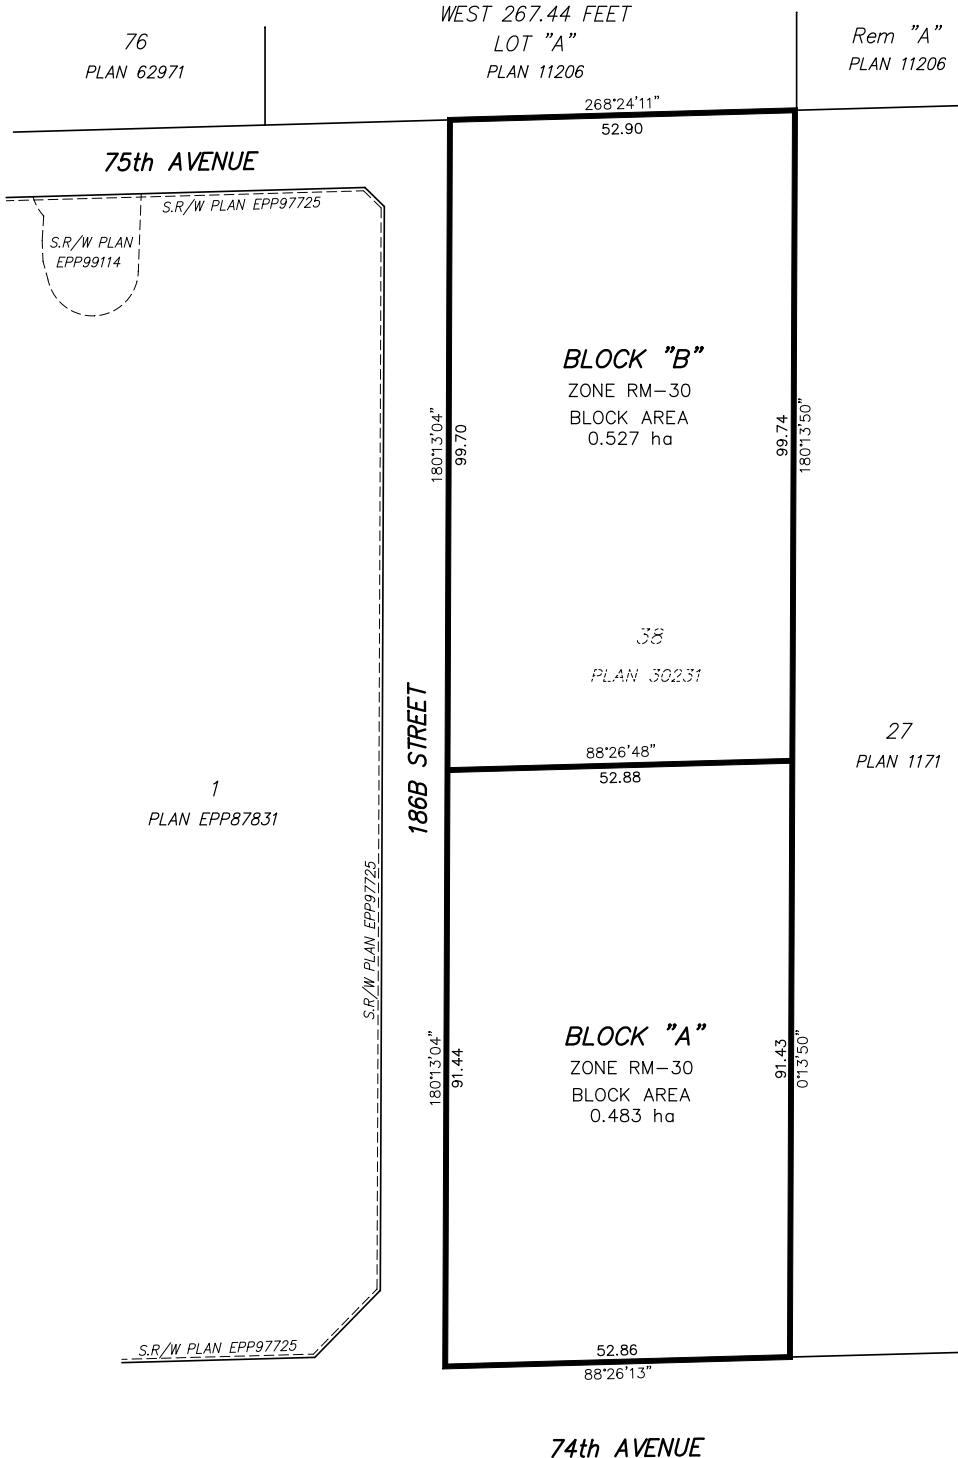 WEST 267.44 FEET
LOT "A"
PLAN 11206
76
PLAN 62971
Rem "A"
PLAN 11206
268°24'11"
52.90
75th AVENUE
S.R/W PLAN EPP97725
S.R/W PLAN
EPP99114
BLOCK "B"
ZONE RM-30
BLOCK AREA
0.527 ha
180°13'04"
99.70
99.74
180°13'50"
38
PLAN 30231
186B STREET
88°26'48"
52.88
27
PLAN 1171
1
PLAN EPP87831
S.R/W PLAN EPP97725
BLOCK "A"
ZONE RM-30
BLOCK AREA
0.483 ha
180°13'04"
91.44
91.43
0°13'50"
S.R/W PLAN EPP97725
52.86
88°26'13"
74th AVENUE